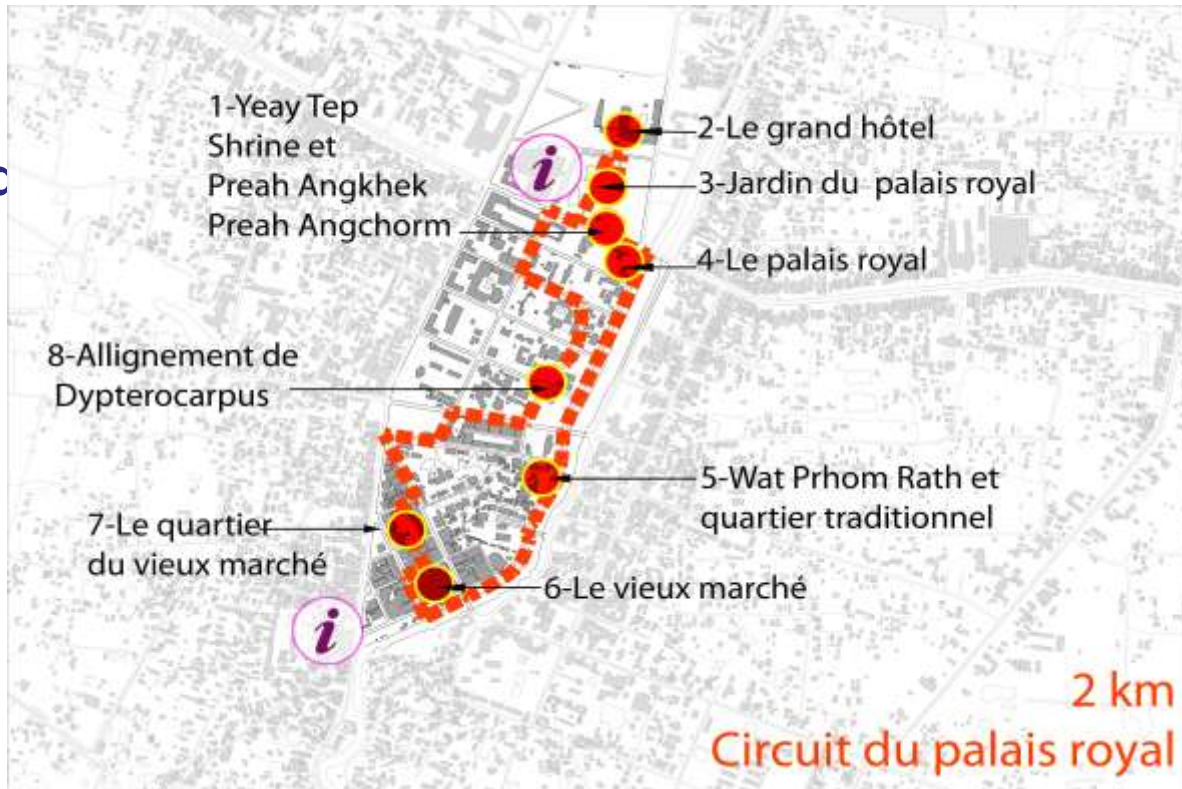 1-Yeay Tep
Shrine et
Preah Angkhek
Preah Angchorm
i
2-Le grand hôtel
3-Jardin du palais royal
4-Le palais royal
8-Allignement de
Dypterocarpus
5-Wat Prhom Rath et
quartier traditionnel
7-Le quartier
du vieux marché
6-Le vieux marché
i
2 km
Circuit du palais royal